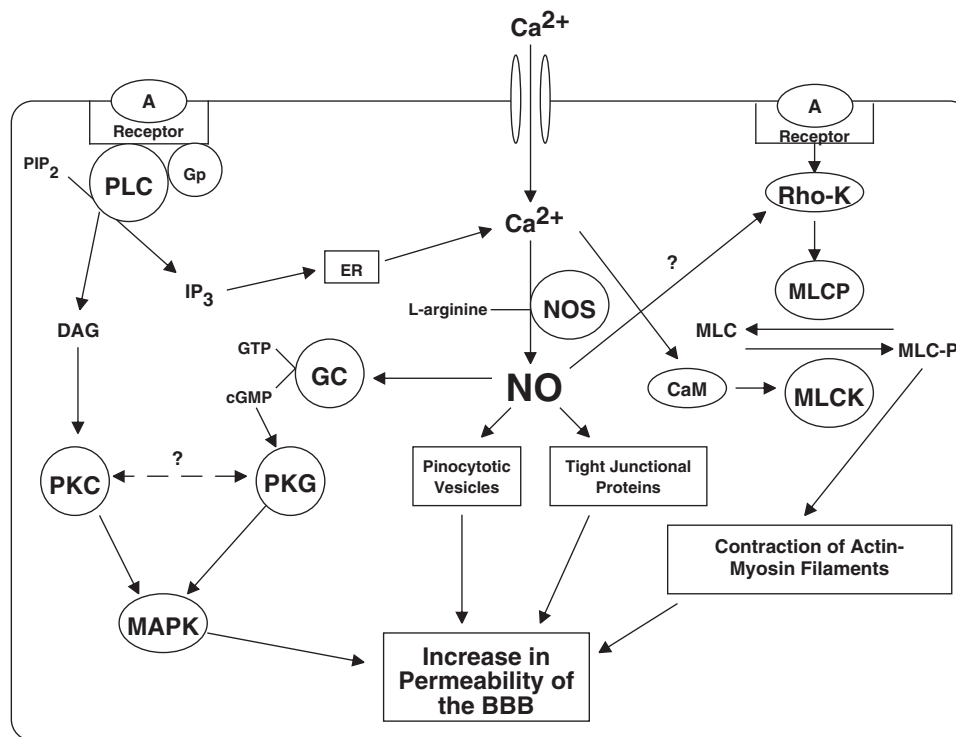 Ca2+
A
Receptor
A
Receptor
PIP2
PLC
Gp
Rho-K
Ca2+
?
ER
IP3
MLCP
L-arginine
NOS
DAG
MLC
MLC-P
GTP
GC
NO
CaM
MLCK
cGMP
?
PKC
PKG
Pinocytotic
Vesicles
Tight Junctional
Proteins
Contraction of Actin-
Myosin Filaments
MAPK
Increase in
Permeability of
the BBB